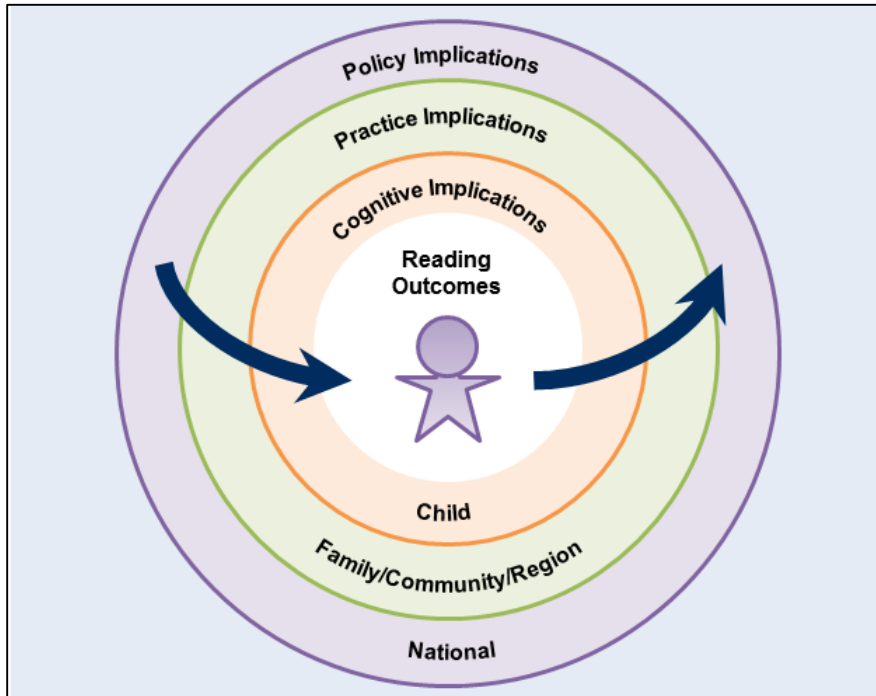 Policy Implications
Practice Implications
Cognitive Implications
Reading
Outcomes
Child
Family/Community/Region
National